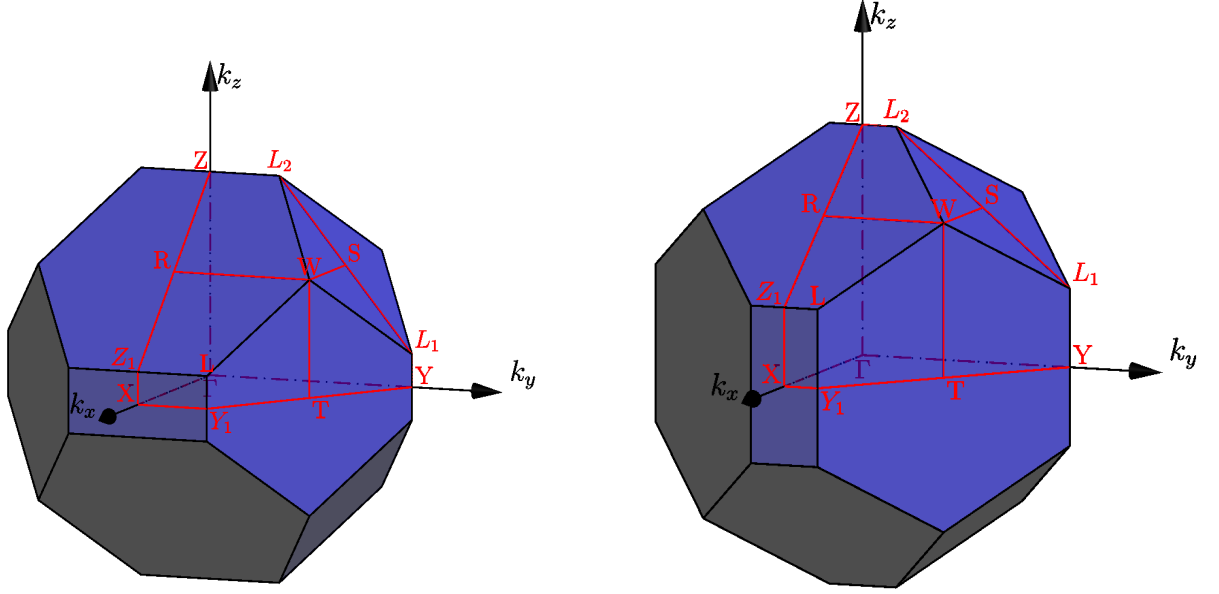 k_z
Z
L_2
R
W
S
Z_1
L
L_1
Γ
X
Y
k_y
k_x
Y_1
T
k_z
Z
L_2
R
W
S
Z_1
L
L_1
Γ
X
Y
k_y
k_x
Y_1
T